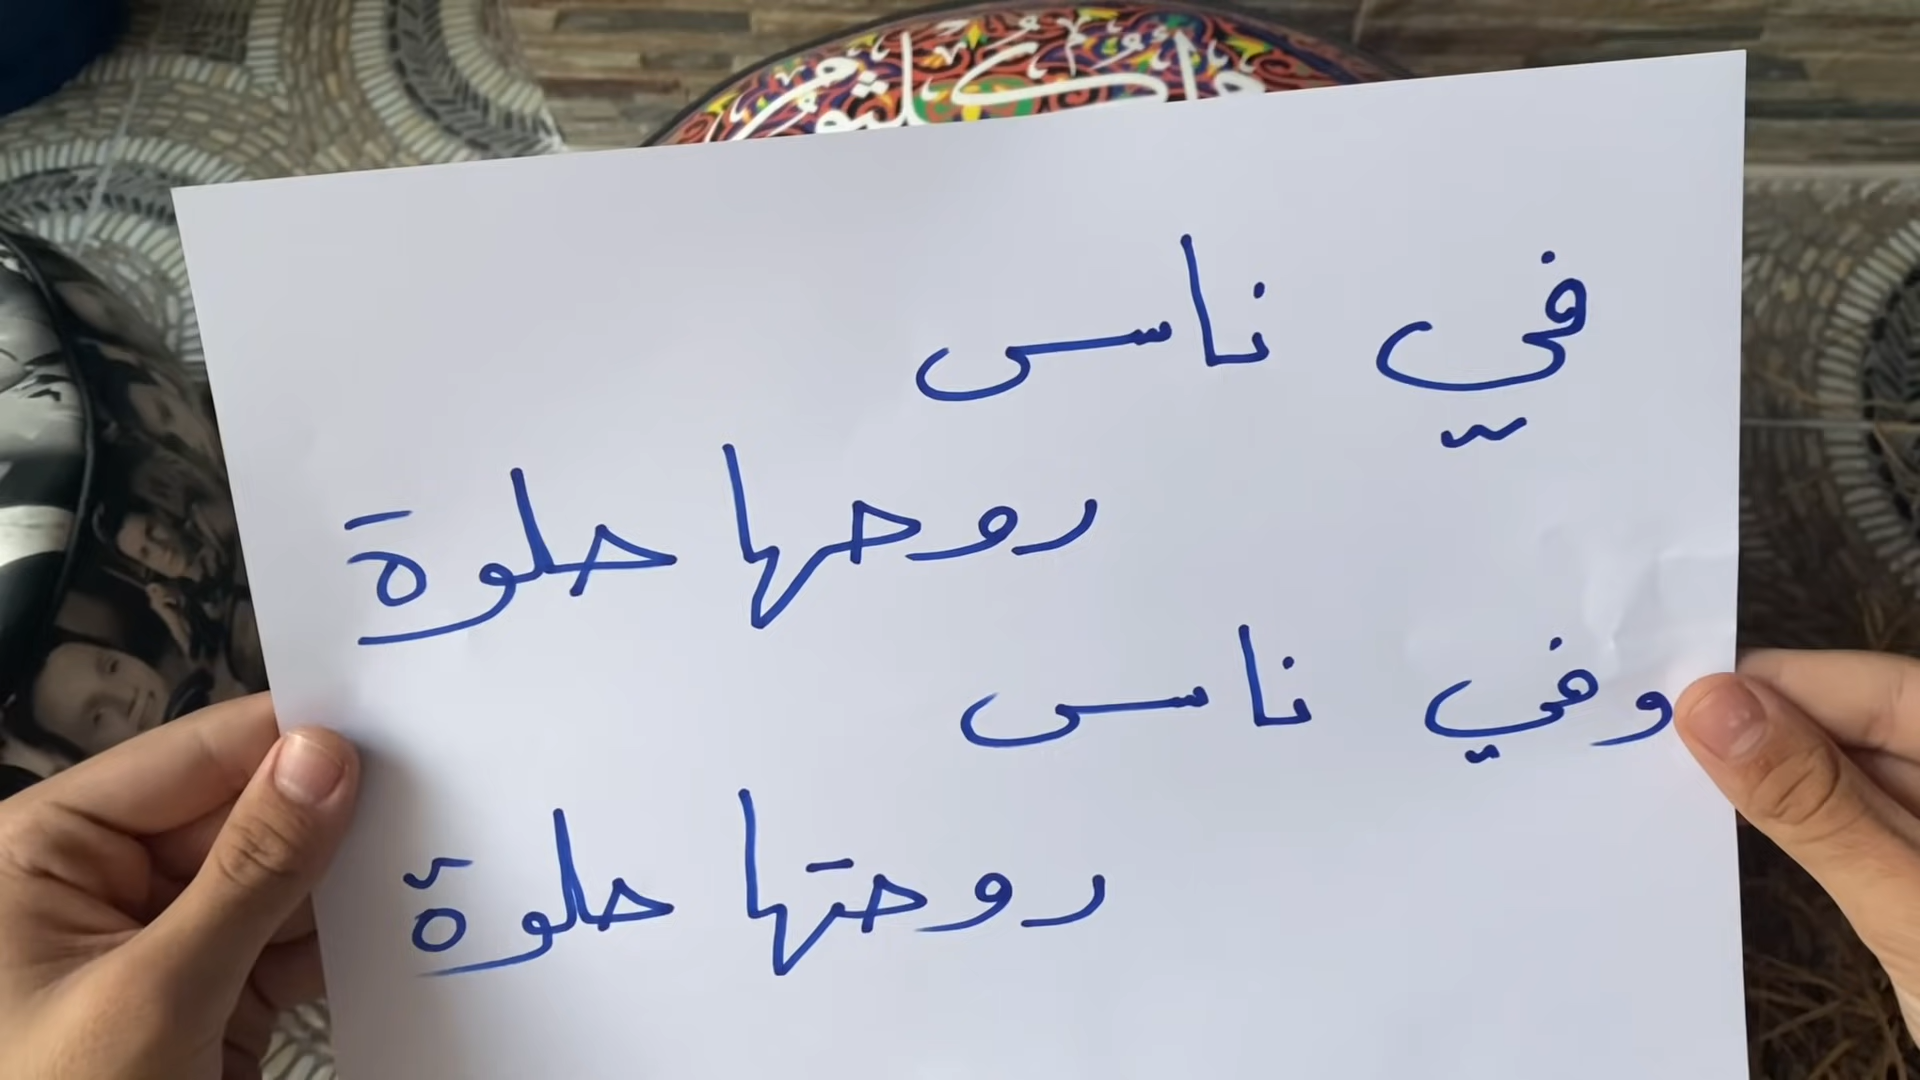 في ناس
روحها حلوة
وفي ناس
روحتها حلوة